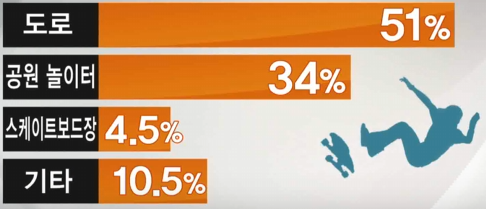 도로 51%
공원 놀이터 34%
스케이트보드장 4.5%
기타 10.5%